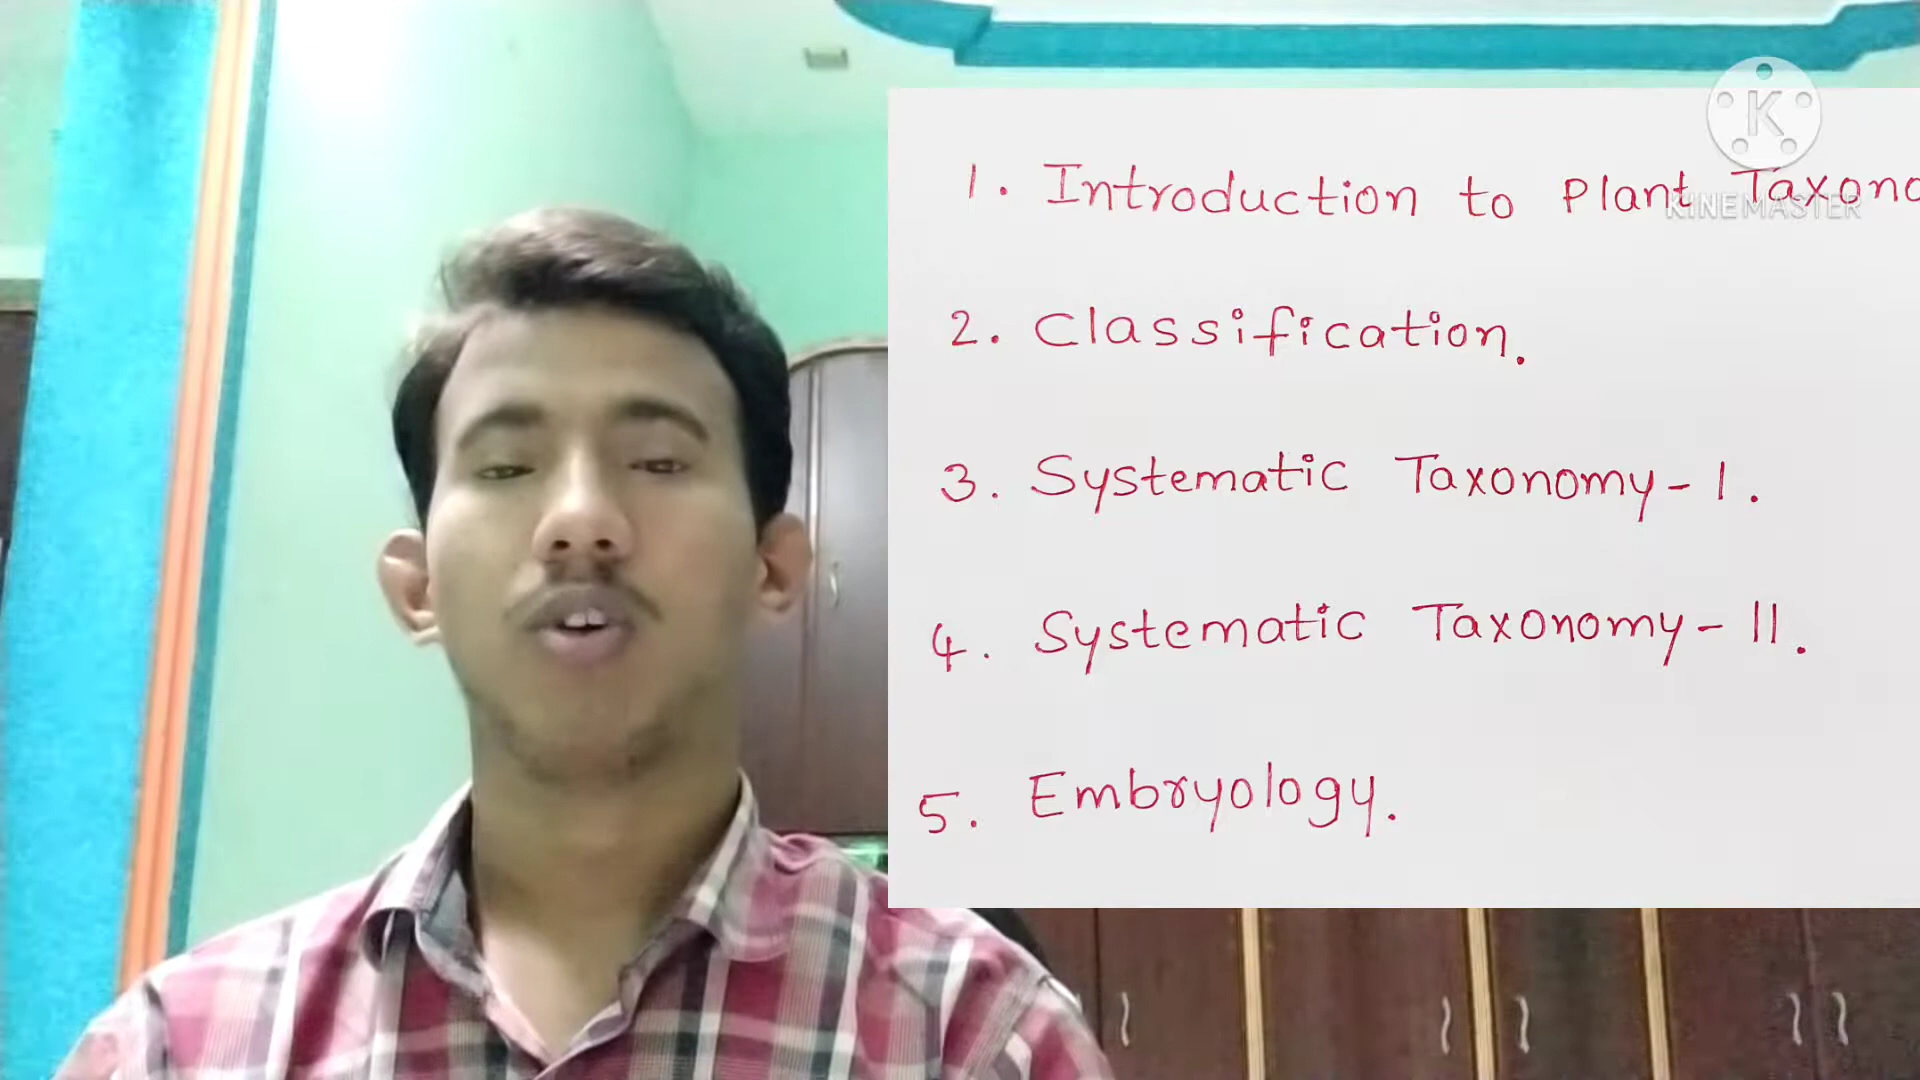 1. Introduction to Plant Taxono
2. Classification.
3. Systematic Taxonomy - I.
4. Systematic Taxonomy - II.
5. Embryology.
K
KINEMASTER